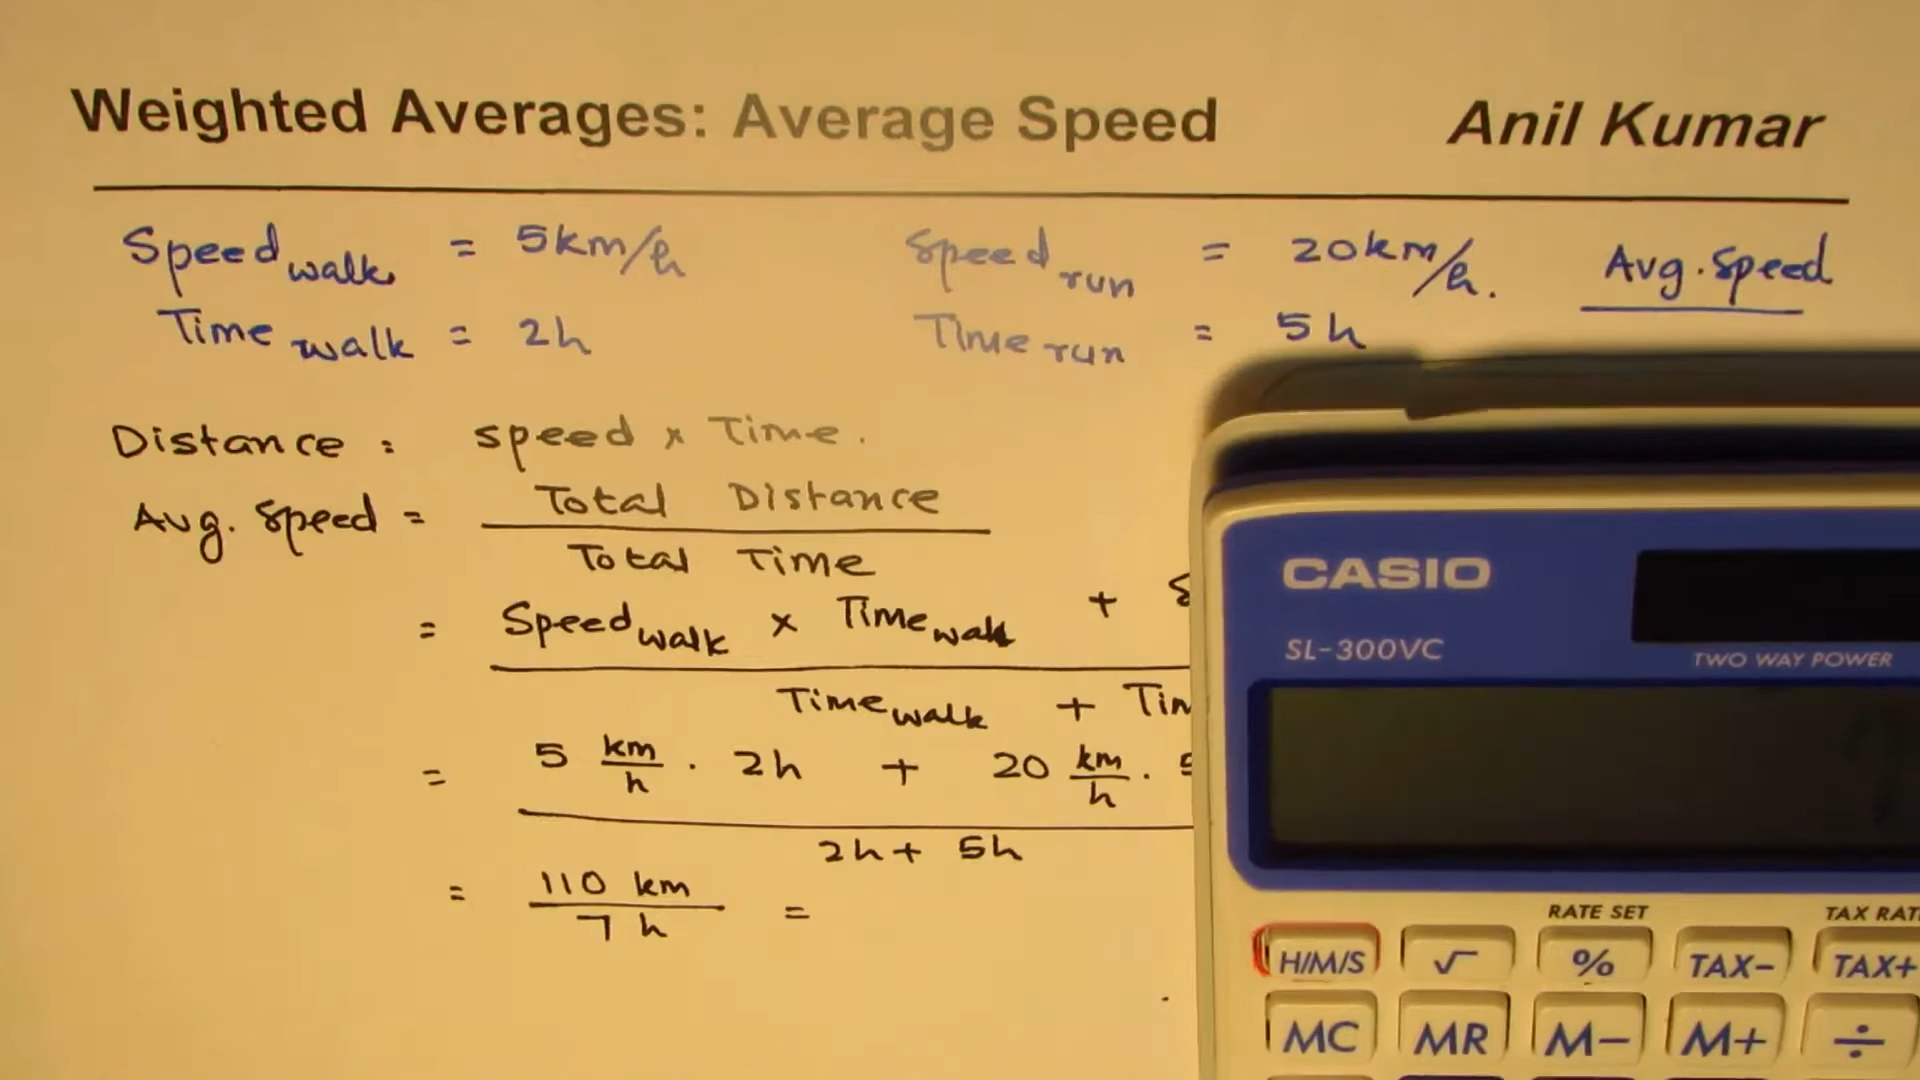 Weighted Averages: Average Speed Anil Kumar
Speed walk = 5km/h Speed run = 20km/h. Avg. Speed
Time walk = 2h Time run = 5h
Distance : speed x Time.
Avg. Speed = Total Distance
Total Time
= Speed walk x Time walk +
Time walk +
= 5 km/h . 2h + 20 km/h .
2h + 5h
= 110 km
7 h =
CASIO
SL-300VC
TWO WAY POWER
RATE SET
H/M/S √ % TAX- TAX+
MC MR M- M+ ÷